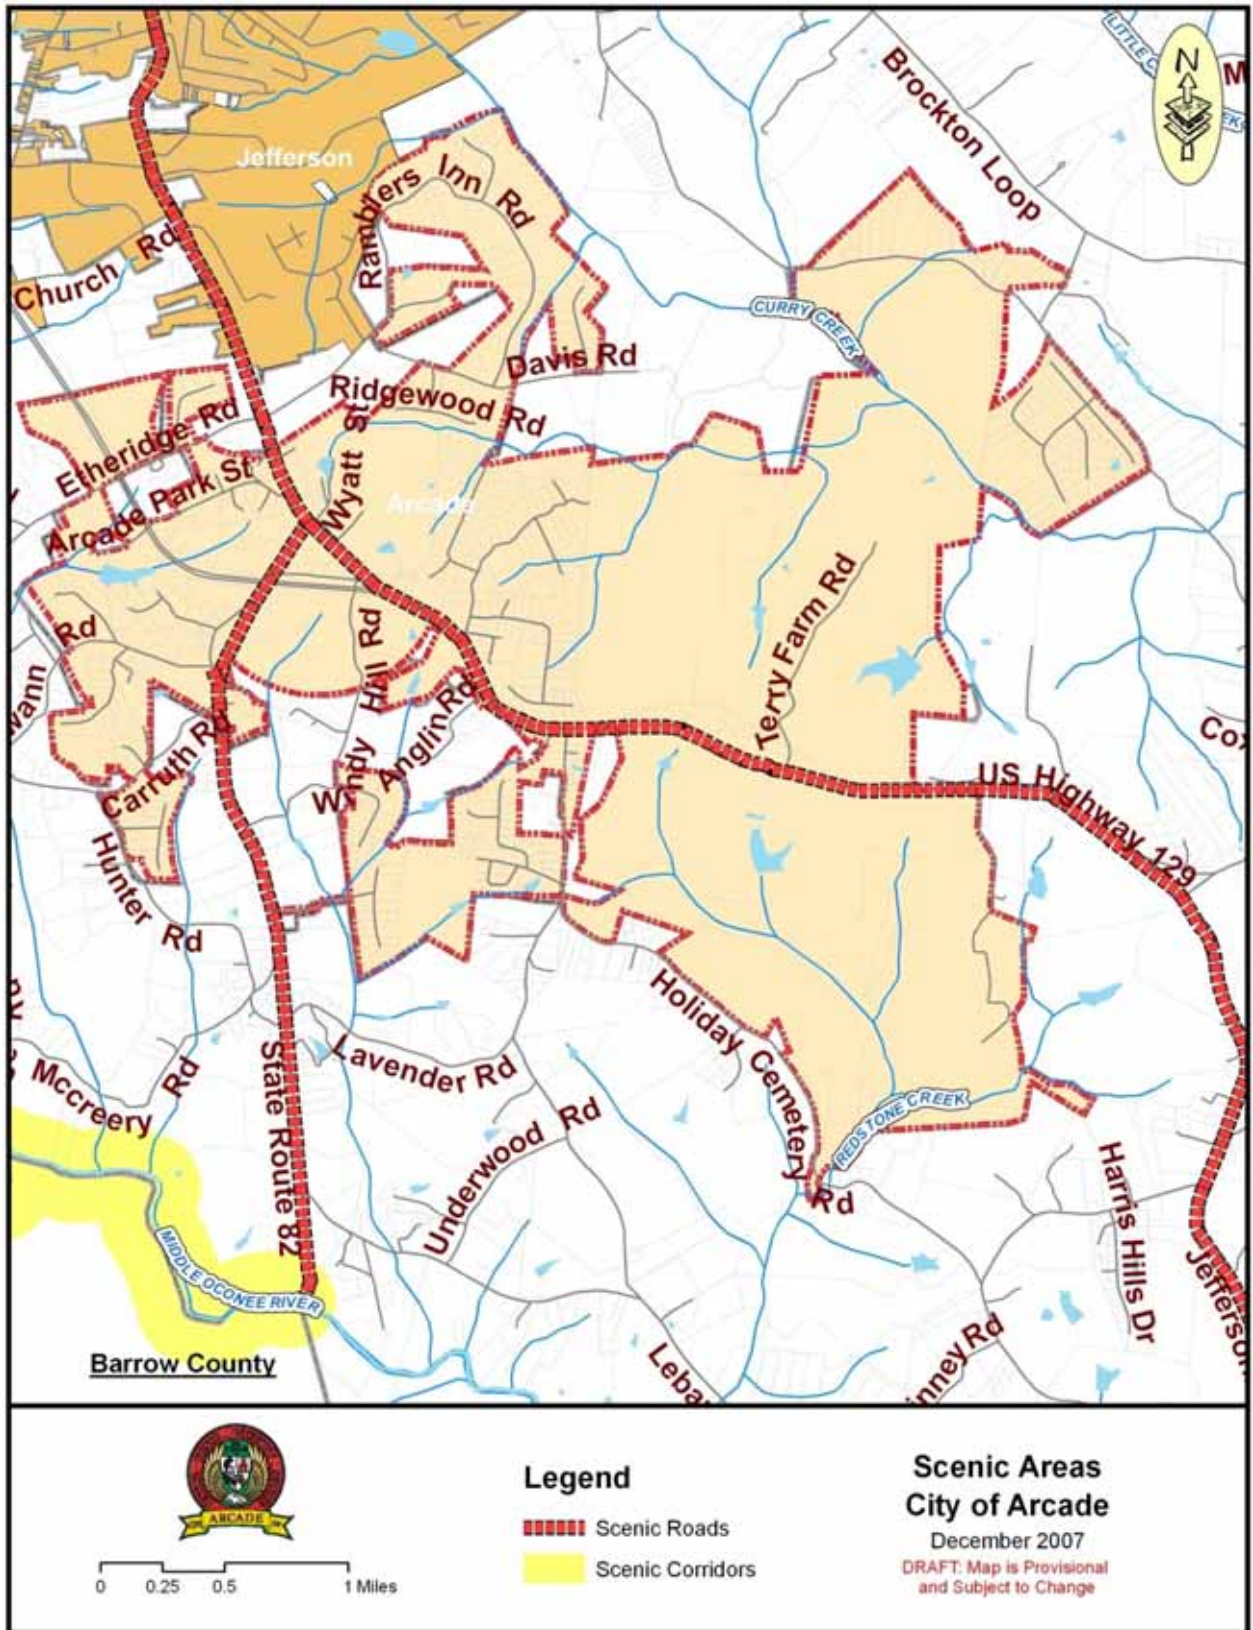 Brockton Loop
N
Jefferson
Ramblers Inn Rd
Church Rd
CURRY CREEK
Davis Rd
Ridgewood Rd
Etheridge Rd
Wyatt St
Arcade Park St
Arcade
Terry Farm Rd
Rd
Hill Rd
Windy
Anglin Rd
Carruth Rd
US Highway 129
Hunter Rd
Holiday Cemetery Rd
State Route 82
Lavender Rd
Mccreery Rd
REDSTONE CREEK
Underwood Rd
Harris Hills Dr
MIDDLE OCONEE RIVER
Jefferson
Barrow County
inney Rd
Leba
ARCADE
0 0.25 0.5 1 Miles
Legend
Scenic Roads
Scenic Corridors
Scenic Areas
City of Arcade
December 2007
DRAFT: Map is Provisional
and Subject to Change